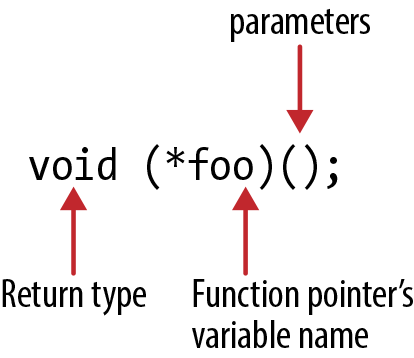 parameters
void (*foo)();
Return type
Function pointer’s
variable name